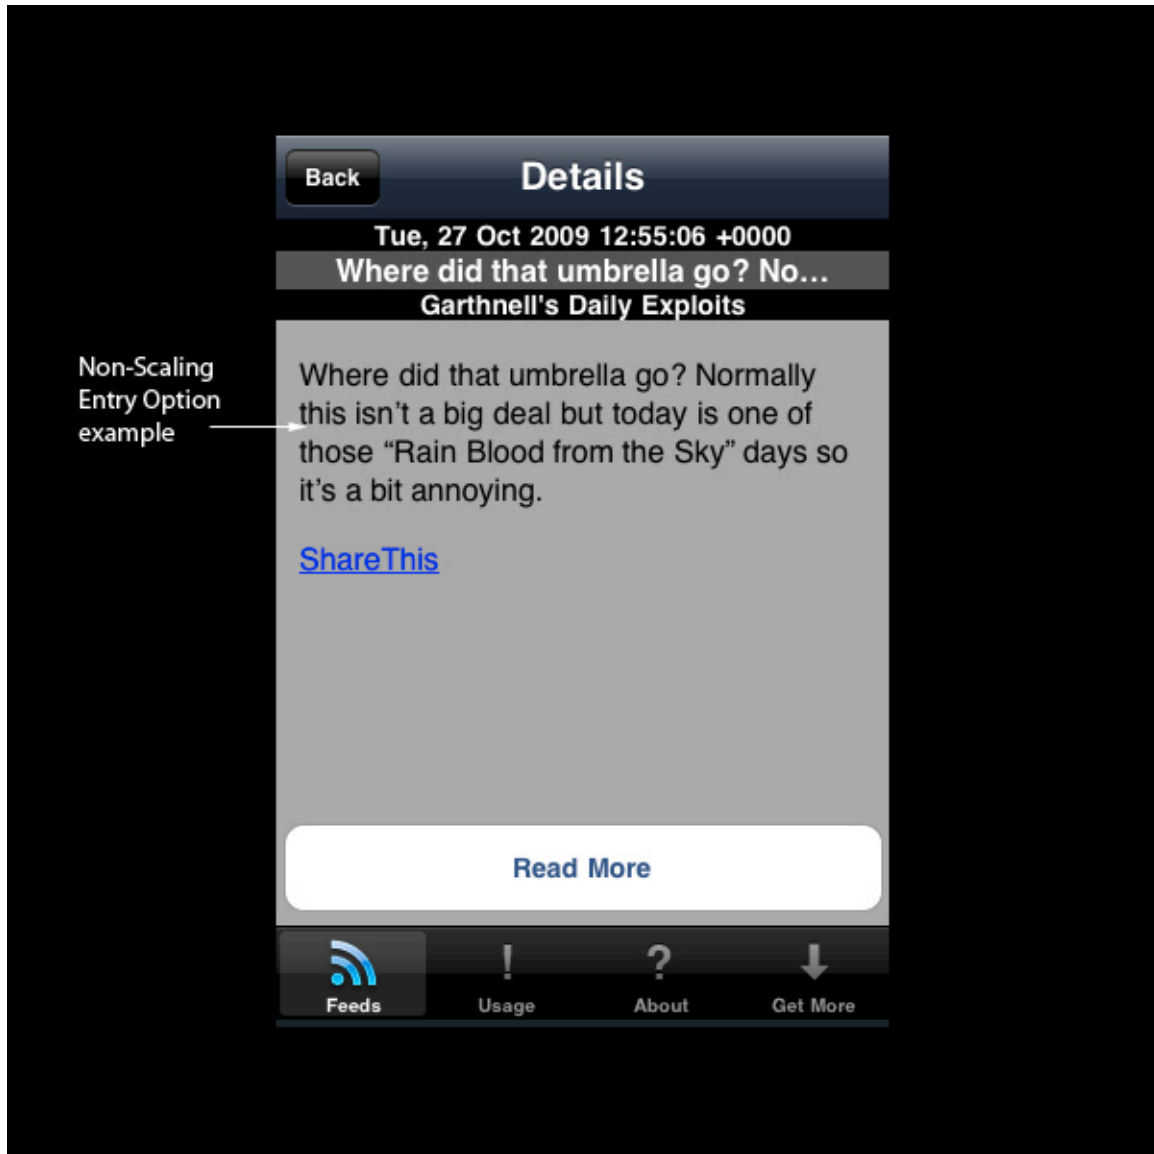 Back
Details
Tue, 27 Oct 2009 12:55:06 +0000
Where did that umbrella go? No...
Garthnell's Daily Exploits
Non-Scaling
Entry Option
example
Where did that umbrella go? Normally
this isn’t a big deal but today is one of
those “Rain Blood from the Sky” days so
it’s a bit annoying.
ShareThis
Read More
!
?
Feeds
Usage
About
Get More